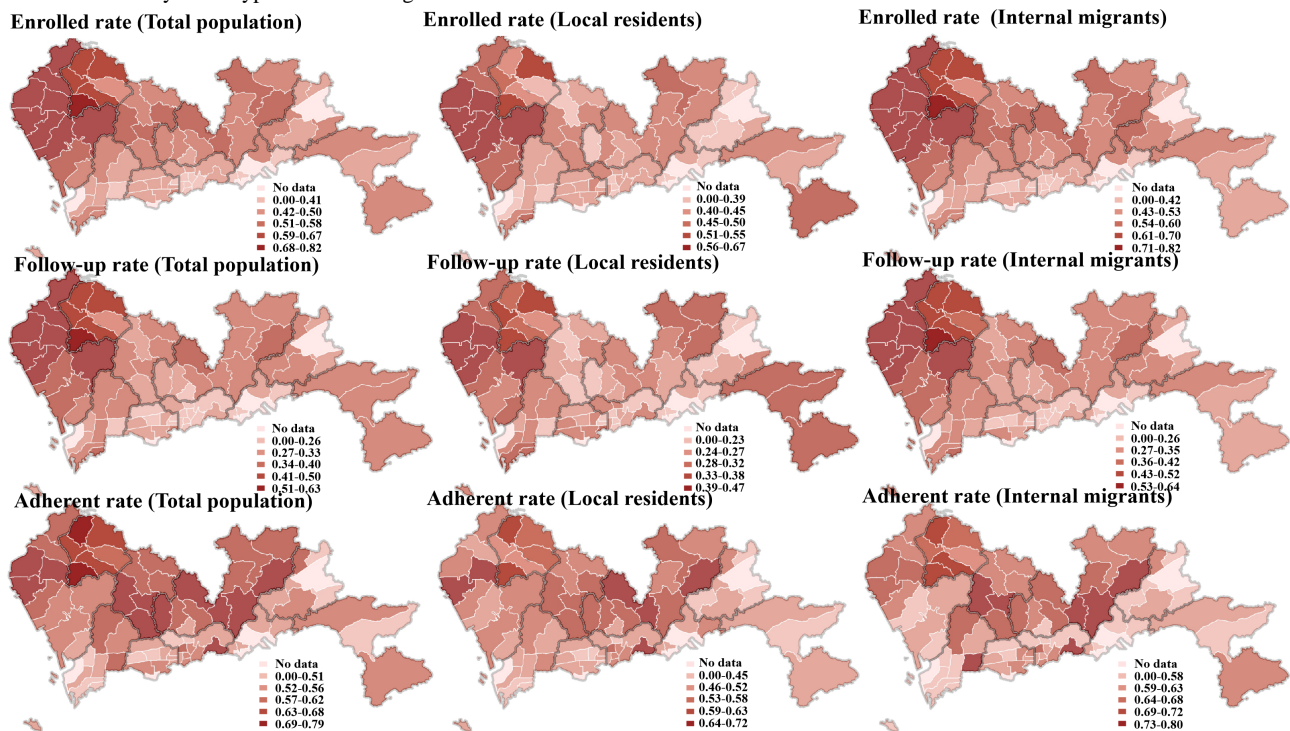 Enrolled rate (Total population)
Enrolled rate (Local residents)
Enrolled rate (Internal migrants)
No data
0.00-0.41
0.42-0.50
0.51-0.58
0.59-0.67
0.68-0.82
No data
0.00-0.39
0.40-0.45
0.45-0.50
0.51-0.55
0.56-0.67
No data
0.00-0.42
0.43-0.53
0.54-0.60
0.61-0.70
0.71-0.82
Follow-up rate (Total population)
Follow-up rate (Local residents)
Follow-up rate (Internal migrants)
No data
0.00-0.26
0.27-0.33
0.34-0.40
0.41-0.50
0.51-0.63
No data
0.00-0.23
0.24-0.27
0.28-0.32
0.33-0.38
0.39-0.47
No data
0.00-0.26
0.27-0.35
0.36-0.42
0.43-0.52
0.53-0.64
Adherent rate (Total population)
Adherent rate (Local residents)
Adherent rate (Internal migrants)
No data
0.00-0.51
0.52-0.56
0.57-0.62
0.63-0.68
0.69-0.79
No data
0.00-0.45
0.46-0.52
0.53-0.58
0.59-0.63
0.64-0.72
No data
0.00-0.58
0.59-0.63
0.64-0.68
0.69-0.72
0.73-0.80